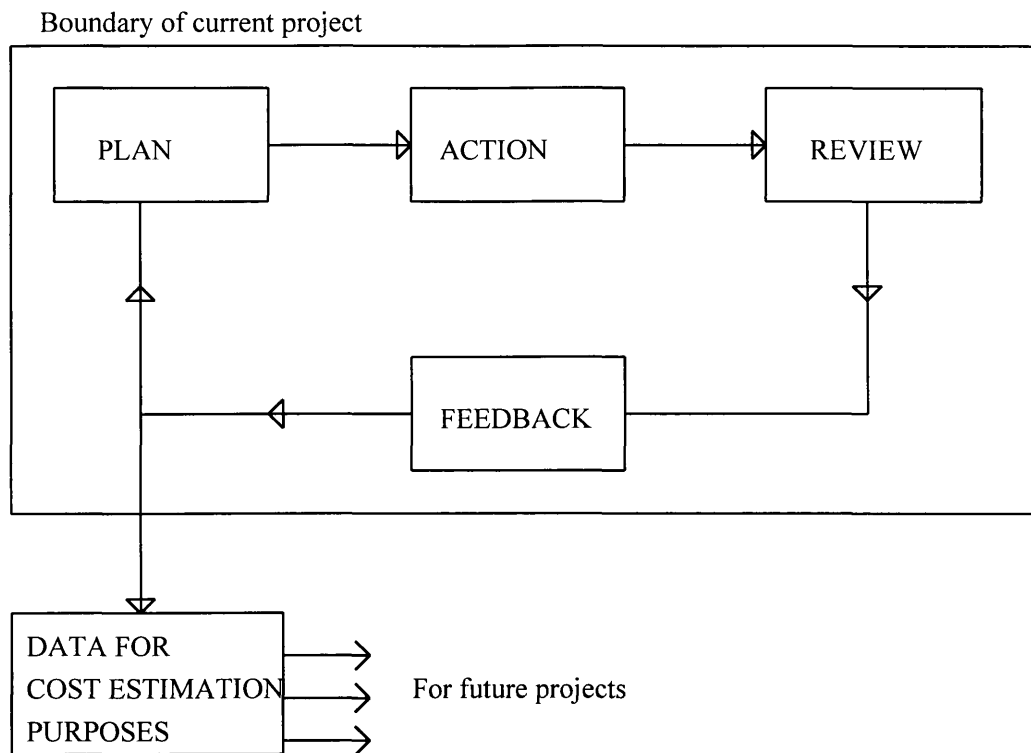 Boundary of current project
PLAN
ACTION
REVIEW
FEEDBACK
DATA FOR
COST ESTIMATION
PURPOSES
For future projects